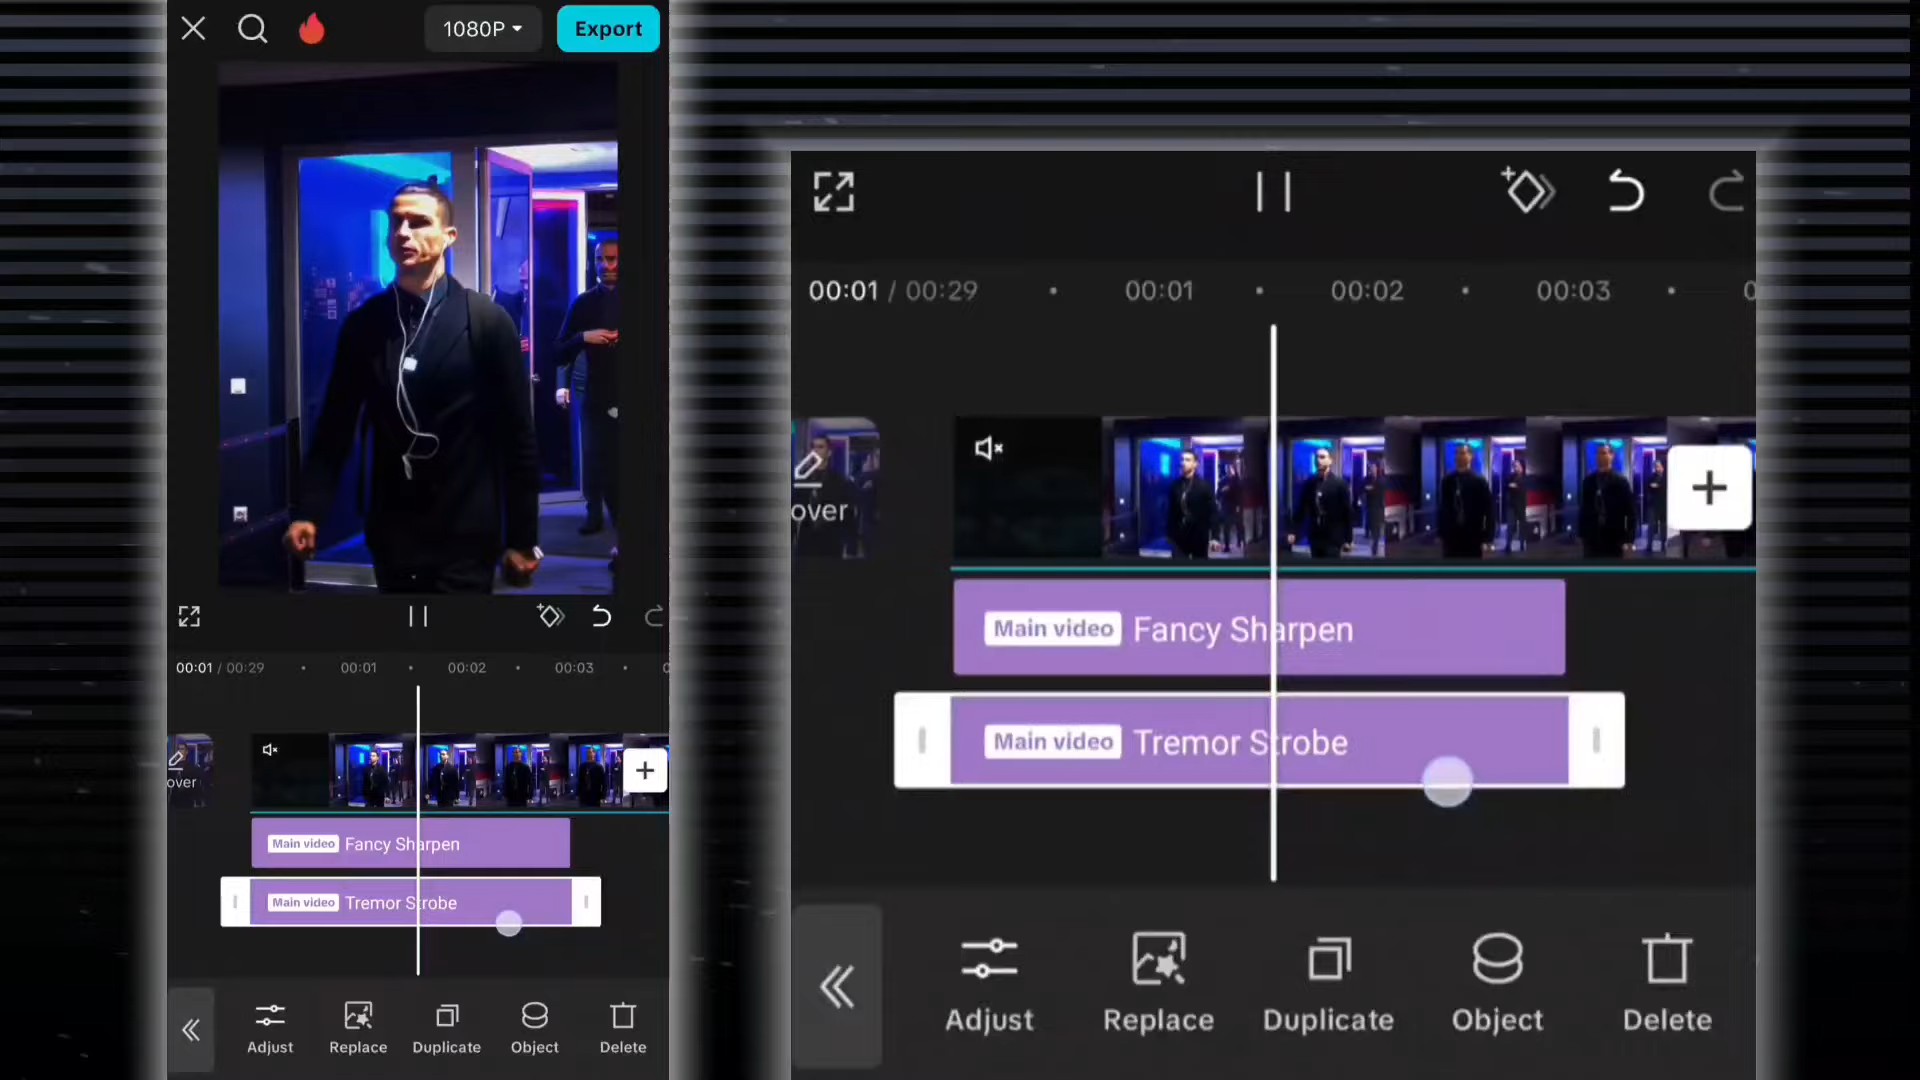 1080P
Export
00:01 / 00:29
00:01
00:02
00:03
over
Main video Fancy Sharpen
Main video Tremor Strobe
Adjust
Replace
Duplicate
Object
Delete
00:01 / 00:29
00:01
00:02
00:03
over
Main video Fancy Sharpen
Main video Tremor Strobe
Adjust
Replace
Duplicate
Object
Delete